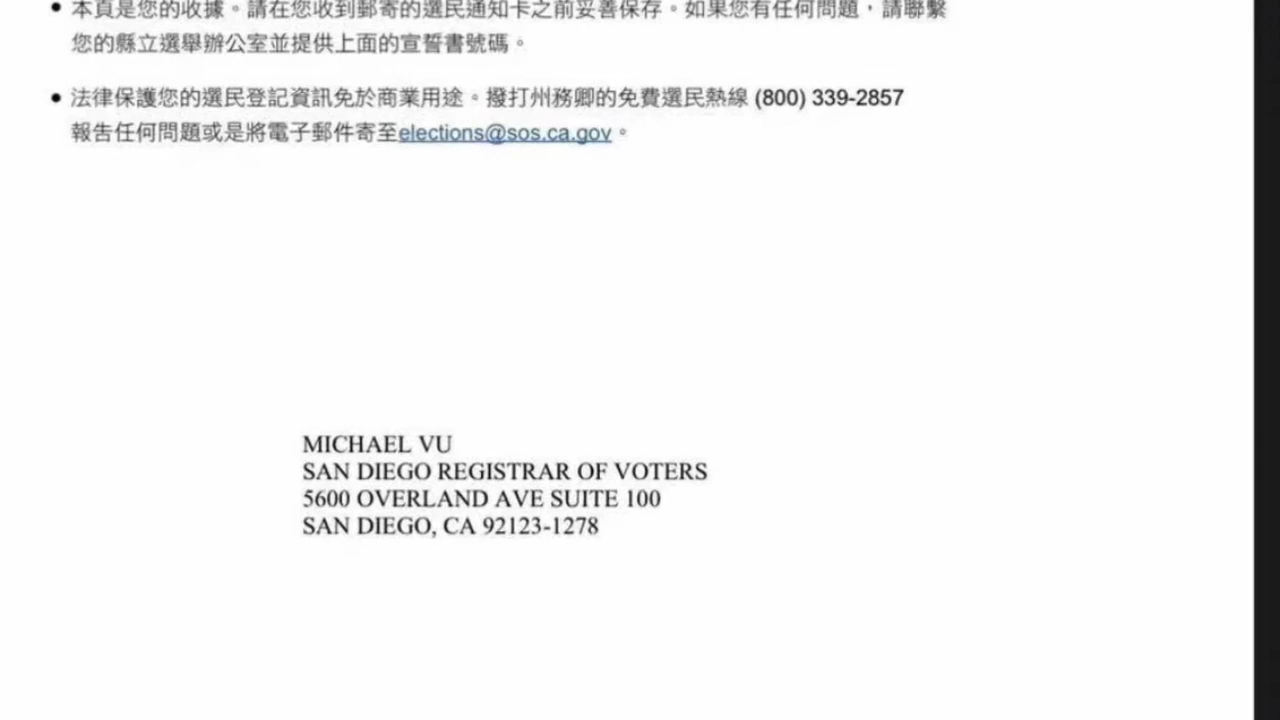 本頁是您的收據。請在您收到郵寄的選民通知卡之前妥善保存。如果您有任何問題，請聯繫
您的縣立選舉辦公室並提供上面的宣誓書號碼。
● 法律保護您的選民登記資訊免於商業用途。撥打州務卿的免費選民熱線 (800) 339-2857
報告任何問題或是將電子郵件寄至elections@sos.ca.gov。
MICHAEL VU
SAN DIEGO REGISTRAR OF VOTERS
5600 OVERLAND AVE SUITE 100
SAN DIEGO, CA 92123-1278